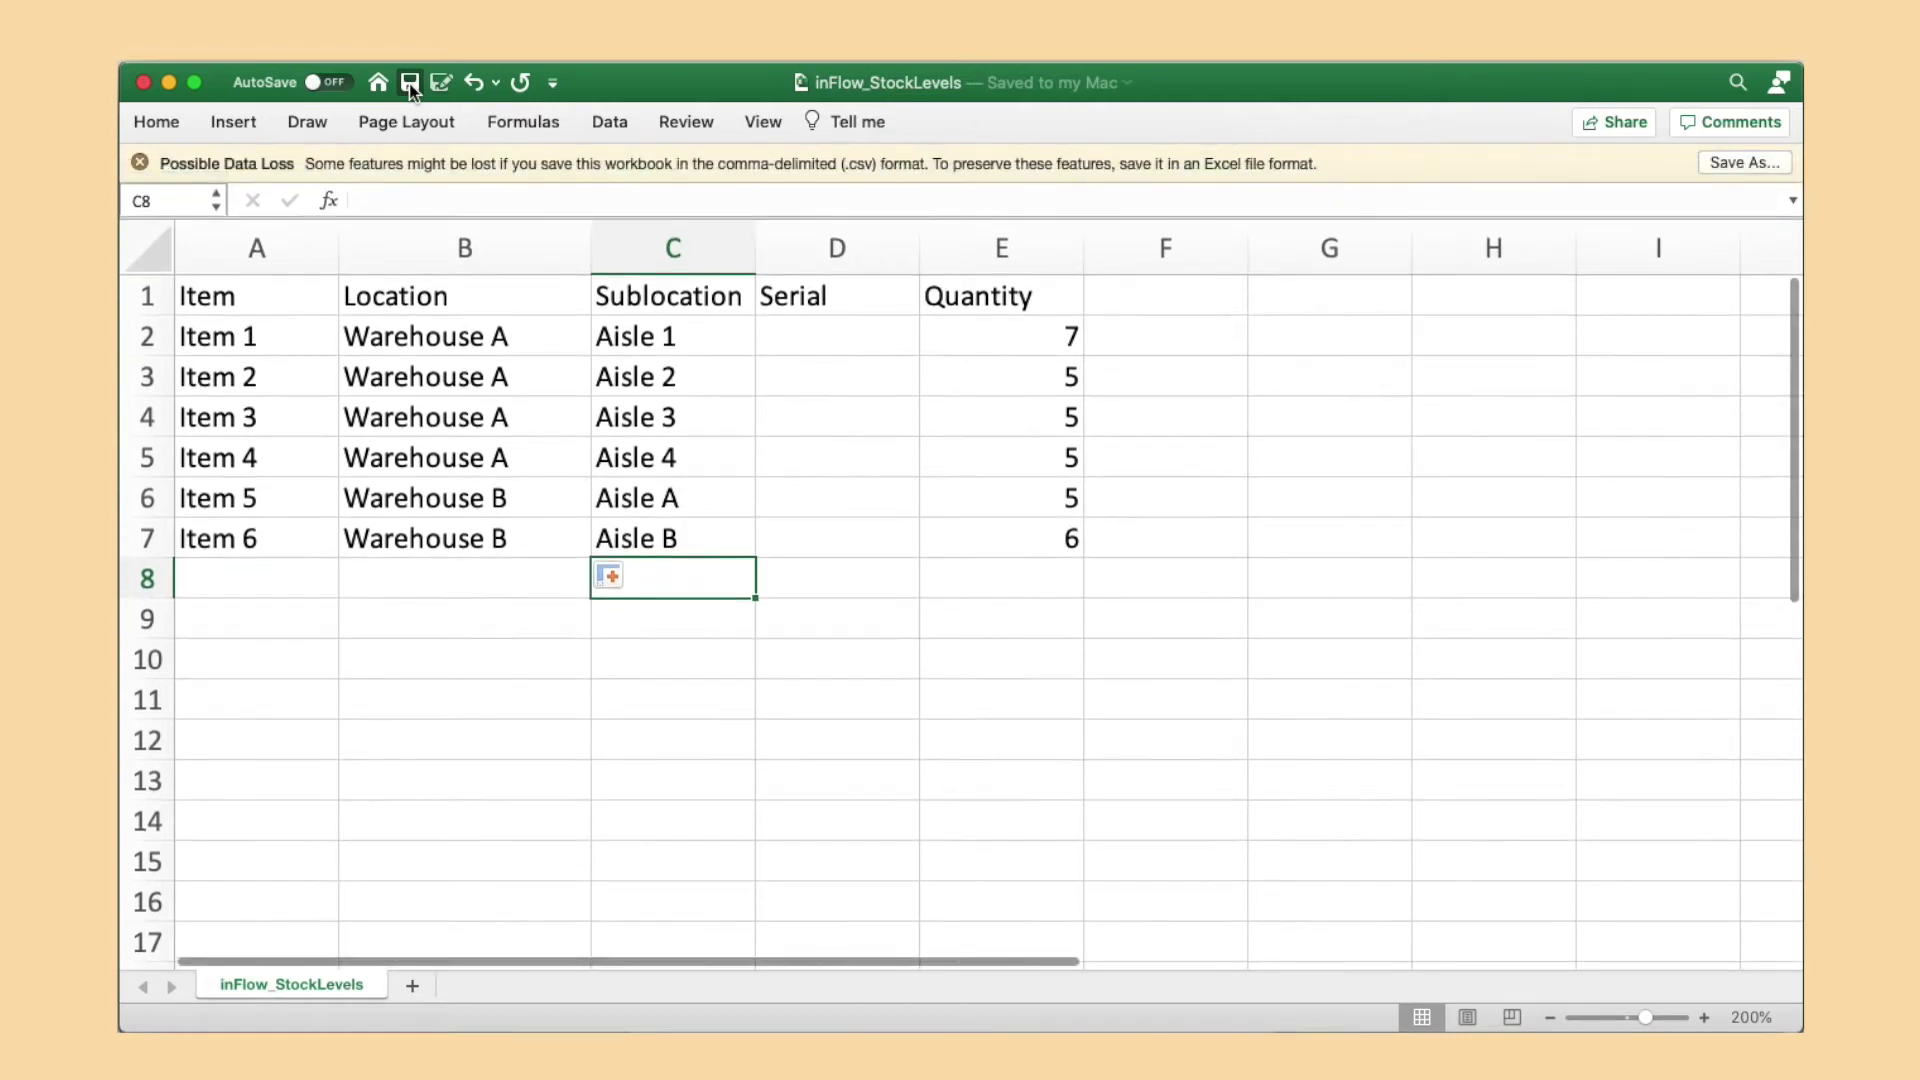 AutoSave OFF inFlow_StockLevels — Saved to my Mac
Home Insert Draw Page Layout Formulas Data Review View Tell me Share Comments
Possible Data Loss Some features might be lost if you save this workbook in the comma-delimited (.csv) format. To preserve these features, save it in an Excel file format. Save As...
C8 fx
A B C D E F G H I
1 Item Location Sublocation Serial Quantity
2 Item 1 Warehouse A Aisle 1 7
3 Item 2 Warehouse A Aisle 2 5
4 Item 3 Warehouse A Aisle 3 5
5 Item 4 Warehouse A Aisle 4 5
6 Item 5 Warehouse B Aisle A 5
7 Item 6 Warehouse B Aisle B 6
8
9
10
11
12
13
14
15
16
17
inFlow_StockLevels +
200%